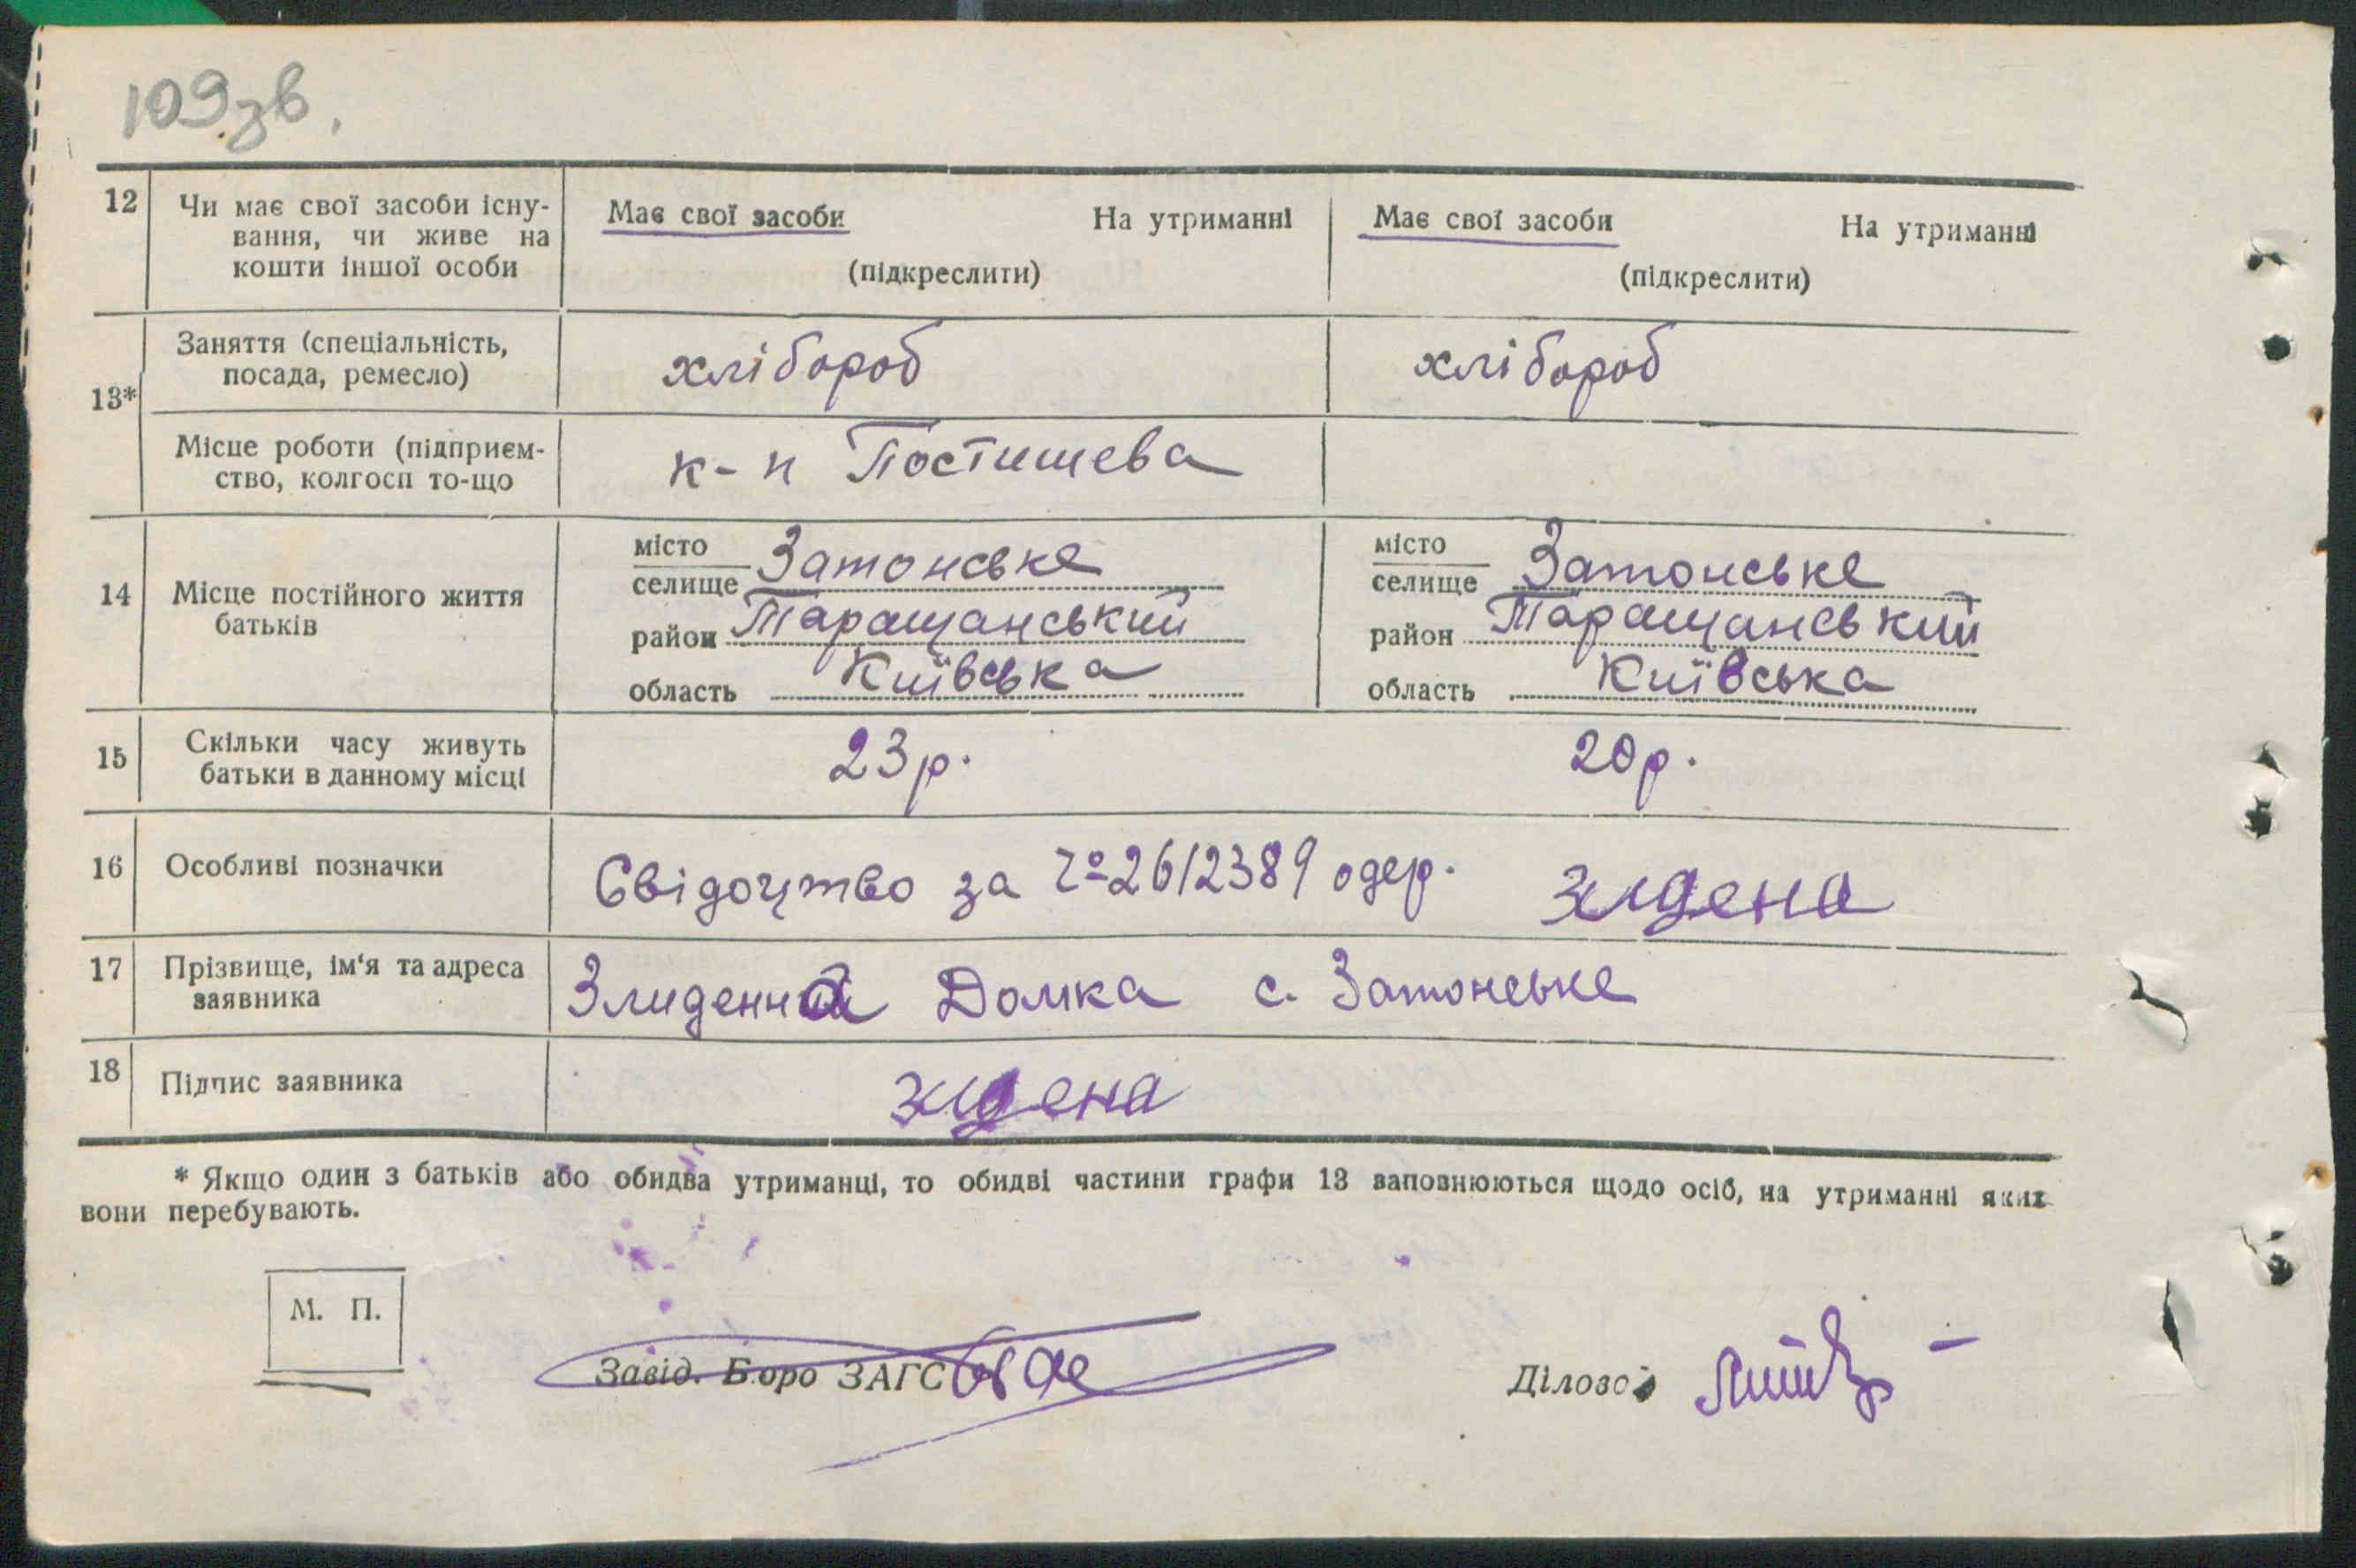 109зв.
12 Чи має свої засоби існу-
вання, чи живе на
кошти іншої особи
Має свої засоби На утриманні
(підкреслити)
Має свої засоби На утриманні
(підкреслити)
13*
Заняття (спеціальність,
посада, ремесло)
хлібороб
хлібороб
Місце роботи (підприєм-
ство, колгосп то-що
к-п Постишева
14 Місце постійного життя
батьків
місто
селище Затонське
район Таращанський
область Київська
місто
селище Затонське
район Таращанський
область Київська
15 Скільки часу живуть
батьки в данному місці
23р.
20р.
16 Особливі позначки
Свідоцтво за №2612389 одер.
17 Прізвище, ім'я та адреса
заявника
Злиденна Домка с. Затонське
18 Підпис заявника
* Якщо один з батьків або обидва утриманці, то обидві частини графи 13 заповнюються щодо осіб, на утриманні яких
вони перебувають.
М. П.
Завід. Бюро ЗАГС
Діловод